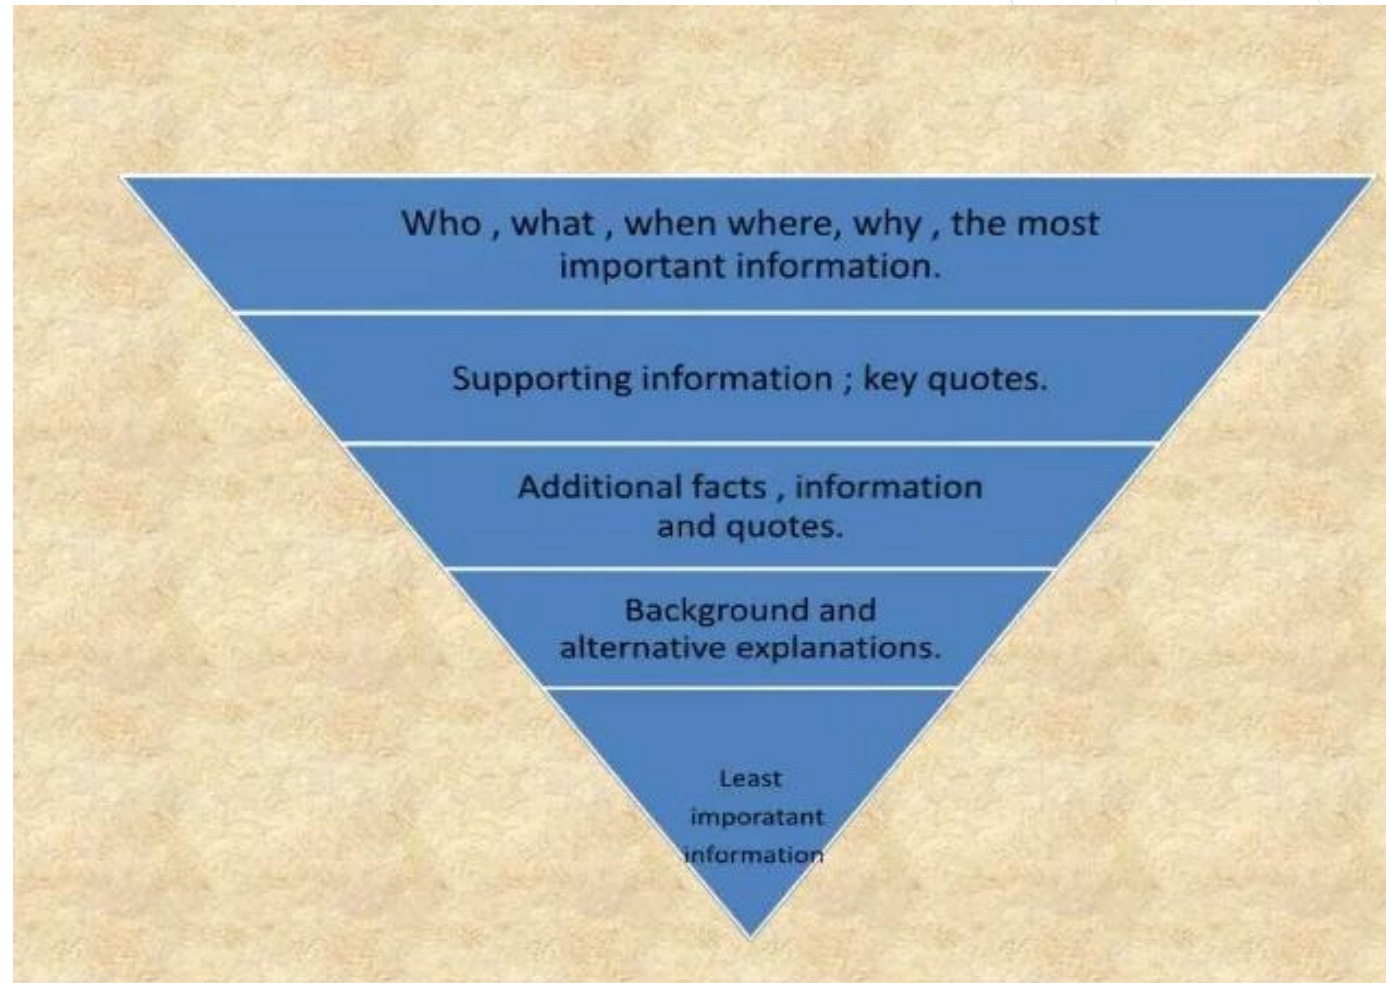 Who , what , when where, why , the most
important information.
Supporting information ; key quotes.
Additional facts , information
and quotes.
Background and
alternative explanations.
Least
imporatant
information